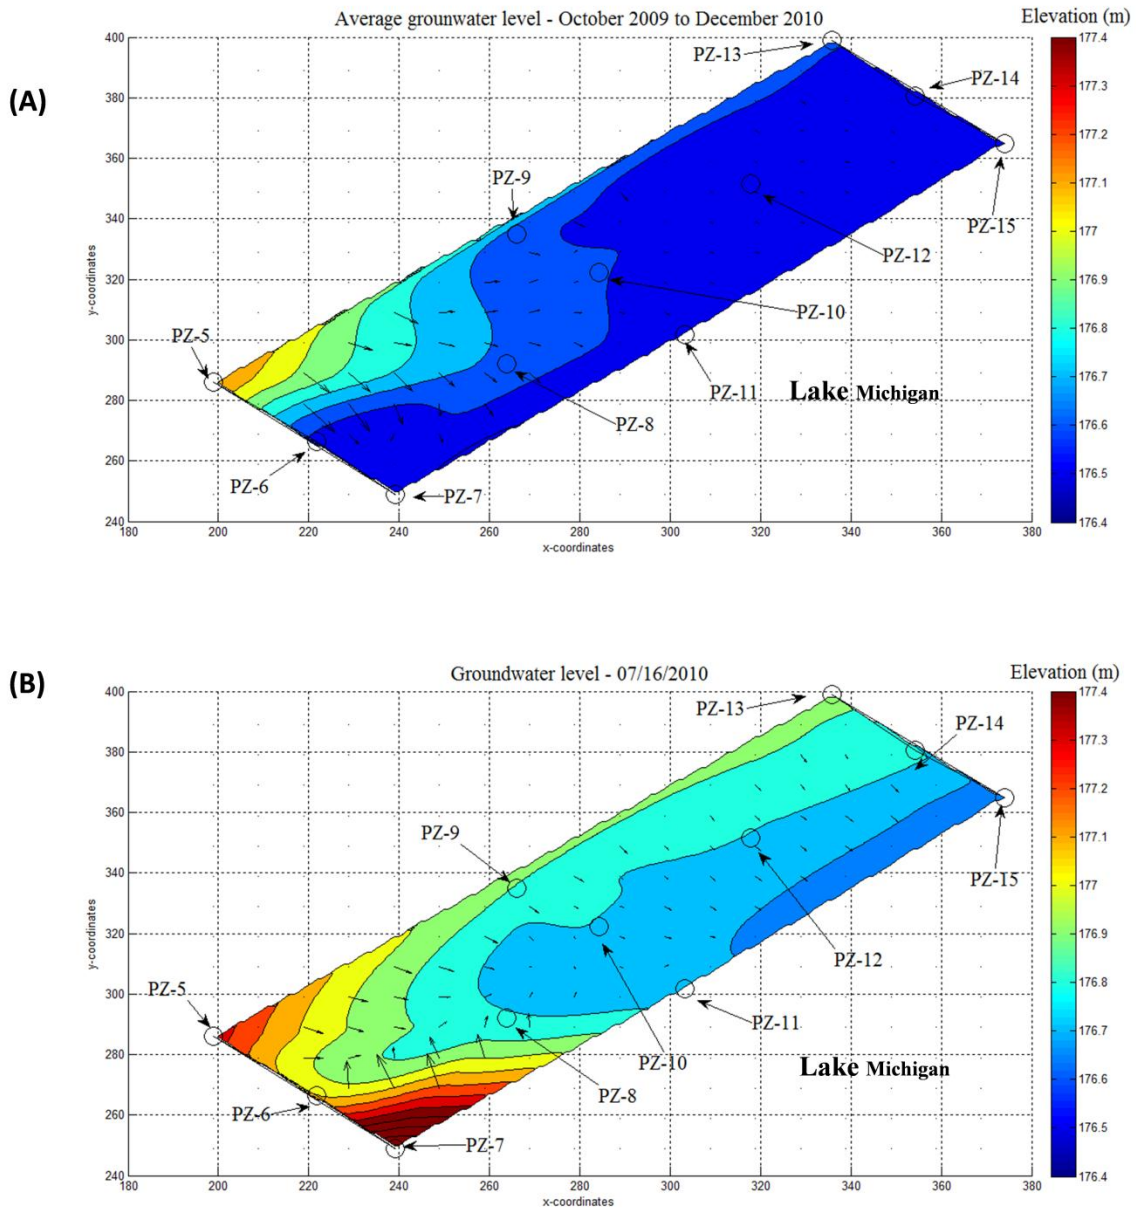 Average grounwater level - October 2009 to December 2010
Elevation (m)
(A)
400
380
360
340
320
300
280
260
240
y-coordinates
180 200 220 240 260 280 300 320 340 360 380
x-coordinates
PZ-13
PZ-14
PZ-9
PZ-15
PZ-12
PZ-10
PZ-5
PZ-11
Lake Michigan
PZ-8
PZ-6
PZ-7
177.4
177.3
177.2
177.1
177
176.9
176.8
176.7
176.6
176.5
176.4
(B)
Groundwater level - 07/16/2010
Elevation (m)
400
380
360
340
320
300
280
260
240
y-coordinates
180 200 220 240 260 280 300 320 340 360 380
x-coordinates
PZ-13
PZ-14
PZ-9
PZ-15
PZ-12
PZ-5
PZ-11
PZ-10
Lake Michigan
PZ-8
PZ-6
PZ-7
177.4
177.3
177.2
177.1
177
176.9
176.8
176.7
176.6
176.5
176.4